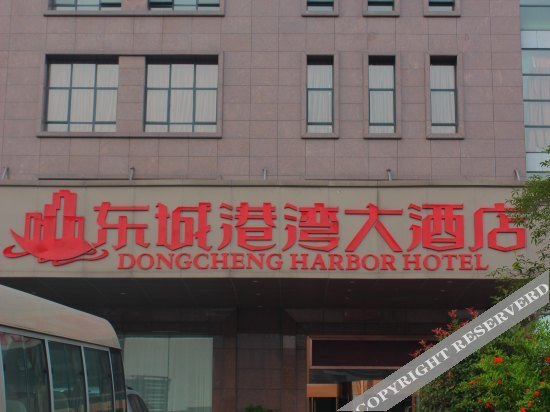 东城港湾大酒店
DONGCHENG HARBOR HOTEL
COPYRIGHT RESERVERD